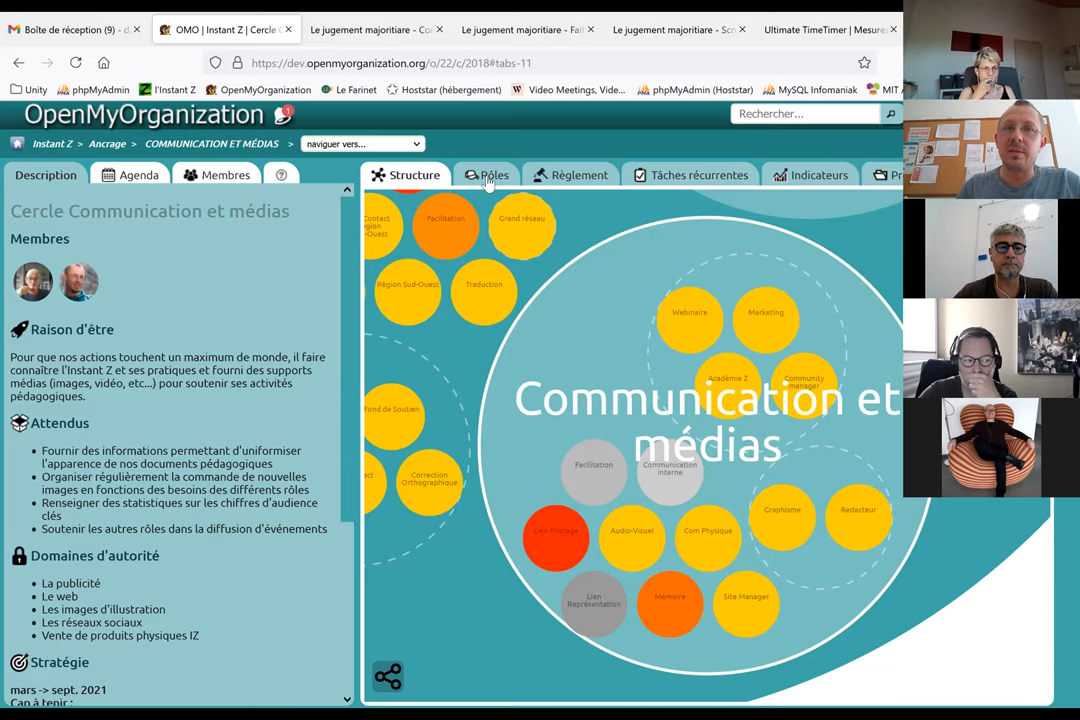 Boîte de réception (9) - d
OMO | Instant Z | Cercle C
Le jugement majoritaire - Co
Le jugement majoritaire - Fai
Le jugement majoritaire - Scr
Ultimate TimeTimer | Mesure
https://dev.openmyorganization.org/o/22/c/2018#tabs-11
Unity
phpMyAdmin
l'Instant Z
OpenMyOrganization
Le Farinet
Hoststar (hébergement)
Video Meetings, Vide...
phpMyAdmin (Hoststar)
MySQL Infomaniak
MIT A
OpenMyOrganization
1
Rechercher...
Instant Z > Ancrage > COMMUNICATION ET MÉDIAS >
naviguer vers...
Description
Agenda
Membres
Structure
Pôles
Règlement
Tâches récurrentes
Indicateurs
Pr
Cercle Communication et médias
Membres
Raison d'être
Pour que nos actions touchent un maximum de monde, il faire
connaître l'Instant Z et ses pratiques et fourni des supports
médias (images, vidéo, etc...) pour soutenir ses activités
pédagogiques.
Attendus
Fournir des informations permettant d'uniformiser
l'apparence de nos documents pédagogiques
Organiser régulièrement la commande de nouvelles
images en fonctions des besoins des différents rôles
Renseigner des statistiques sur les chiffres d'audience
clés
Soutenir les autres rôles dans la diffusion d'événements
Domaines d'autorité
La publicité
Le web
Les images d'illustration
Les réseaux sociaux
Vente de produits physiques IZ
Stratégie
mars -> sept. 2021
Cap à tenir :
Contact
région
-Ouest
Facilitation
Grand réseau
Région Sud-Ouest
Traduction
Fond de Soutien
act
Correction
Orthographique
Webinaire
Marketing
Académie Z
Community
manager
Communication et
médias
Facilitation
Communication
interne
Graphisme
Redacteur
Lien Pilotage
Audio-Visuel
Com Physique
Lien
Représentation
Mémoire
Site Manager